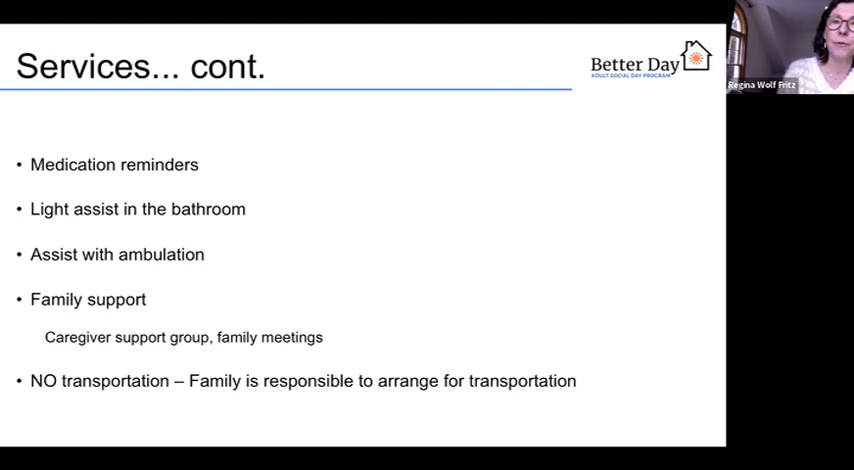 Services... cont.
Better Day
ADULT SOCIAL DAY PROGRAM
Regina Wolf Fritz
• Medication reminders
• Light assist in the bathroom
• Assist with ambulation
• Family support
Caregiver support group, family meetings
• NO transportation – Family is responsible to arrange for transportation